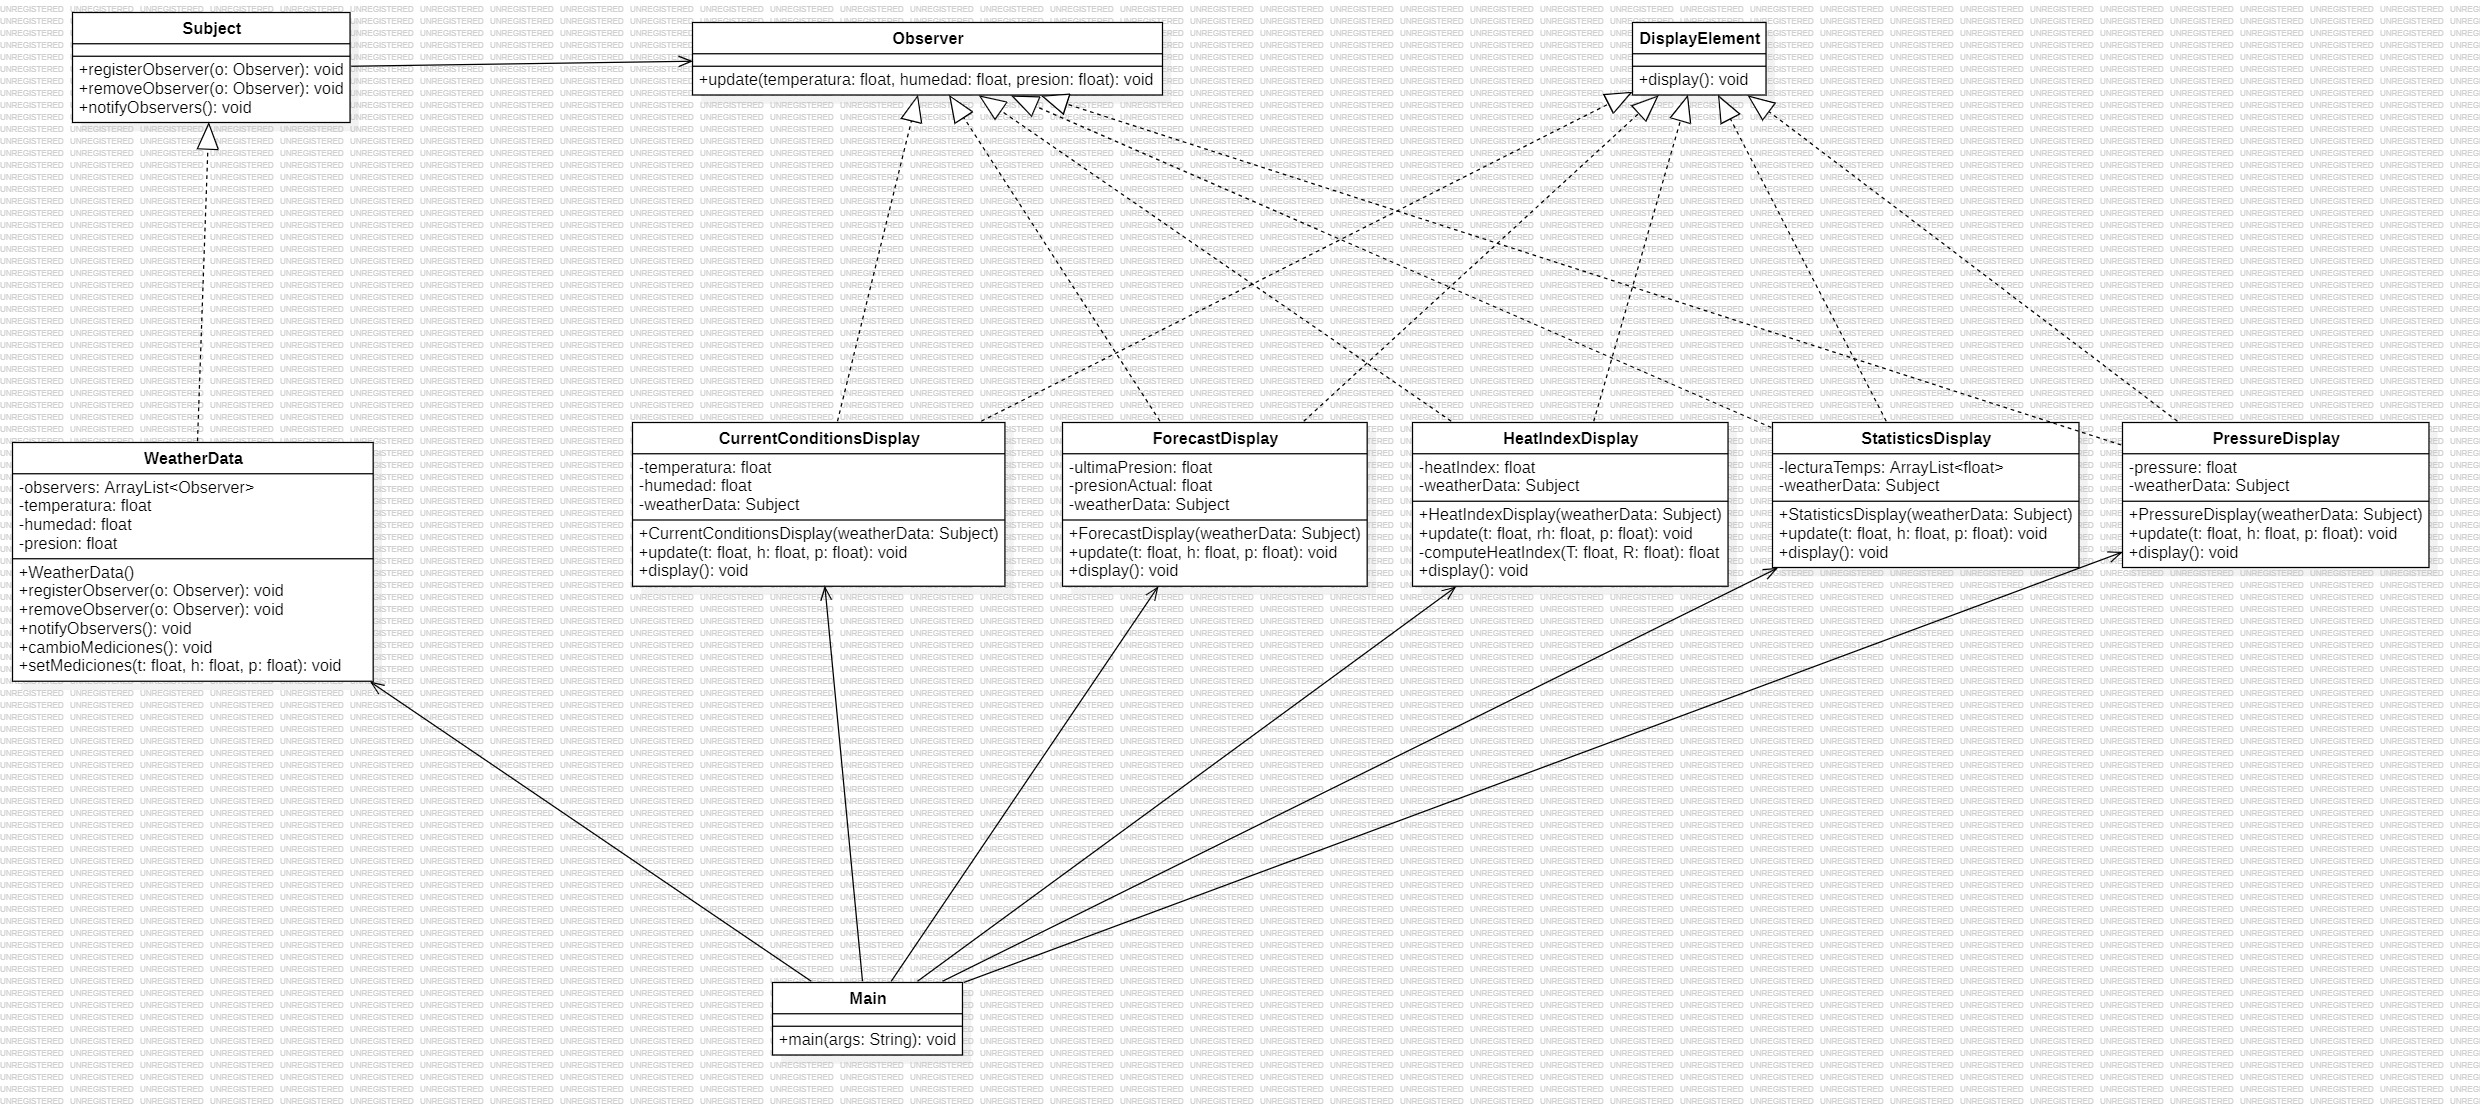 Subject
+registerObserver(o: Observer): void
+removeObserver(o: Observer): void
+notifyObservers(): void
Observer
+update(temperatura: float, humedad: float, presion: float): void
DisplayElement
+display(): void
WeatherData
-observers: ArrayList<Observer>
-temperatura: float
-humedad: float
-presion: float
+WeatherData()
+registerObserver(o: Observer): void
+removeObserver(o: Observer): void
+notifyObservers(): void
+cambioMediciones(): void
+setMediciones(t: float, h: float, p: float): void
CurrentConditionsDisplay
-temperatura: float
-humedad: float
-weatherData: Subject
+CurrentConditionsDisplay(weatherData: Subject)
+update(t: float, h: float, p: float): void
+display(): void
ForecastDisplay
-ultimaPresion: float
-presionActual: float
-weatherData: Subject
+ForecastDisplay(weatherData: Subject)
+update(t: float, h: float, p: float): void
+display(): void
HeatIndexDisplay
-heatIndex: float
-weatherData: Subject
+HeatIndexDisplay(weatherData: Subject)
+update(t: float, rh: float, p: float): void
-computeHeatIndex(T: float, R: float): float
+display(): void
StatisticsDisplay
-lecturaTemps: ArrayList<float>
-weatherData: Subject
+StatisticsDisplay(weatherData: Subject)
+update(t: float, h: float, p: float): void
+display(): void
PressureDisplay
-pressure: float
-weatherData: Subject
+PressureDisplay(weatherData: Subject)
+update(t: float, h: float, p: float): void
+display(): void
Main
+main(args: String): void
UNREGISTERED